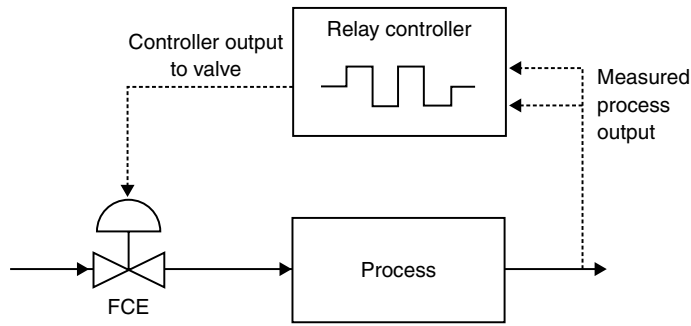 Controller output
to valve
Relay controller
Measured
process
output
Process
FCE